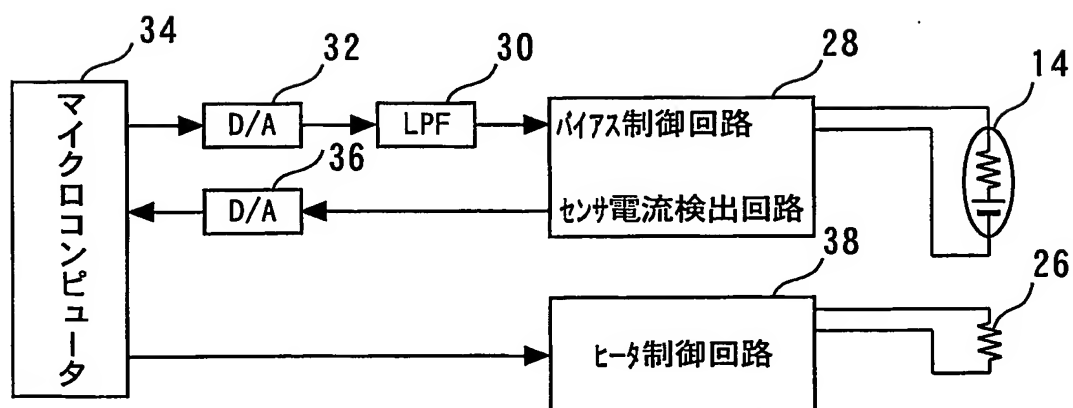 34
32
30
28
14
マイクロコンピュータ
D/A
LPF
バイアス制御回路
36
D/A
センサ電流検出回路
38
26
ヒータ制御回路